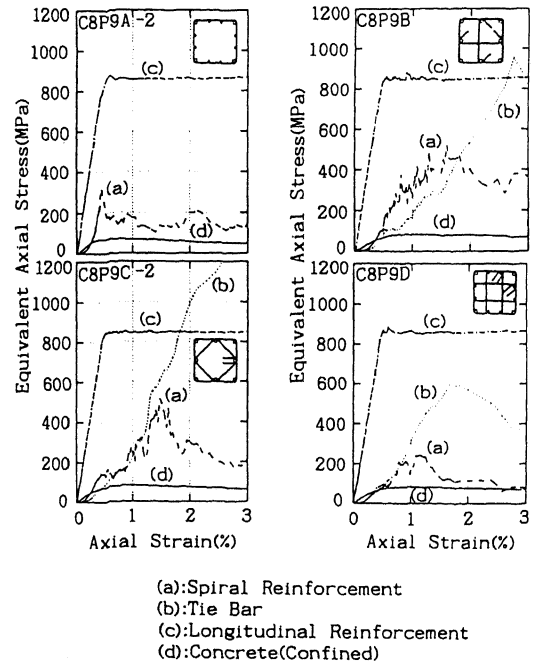 C8P9A-2
1200
1000
800
600
400
200
0
(c)
(a)
(d)
C8P9B
1200
1000
800
600
400
200
0
(c)
(b)
(a)
(d)
Equivalent Axial Stress(MPa)
Equivalent Axial Stress(MPa)
C8P9C-2
1200
1000
800
600
400
200
0
(b)
(c)
(a)
(d)
0 1 2 3
Axial Strain(%)
C8P9D
1200
1000
800
600
400
200
0
(c)
(b)
(a)
(d)
0 1 2 3
Axial Strain(%)
(a):Spiral Reinforcement
(b):Tie Bar
(c):Longitudinal Reinforcement
(d):Concrete(Confined)